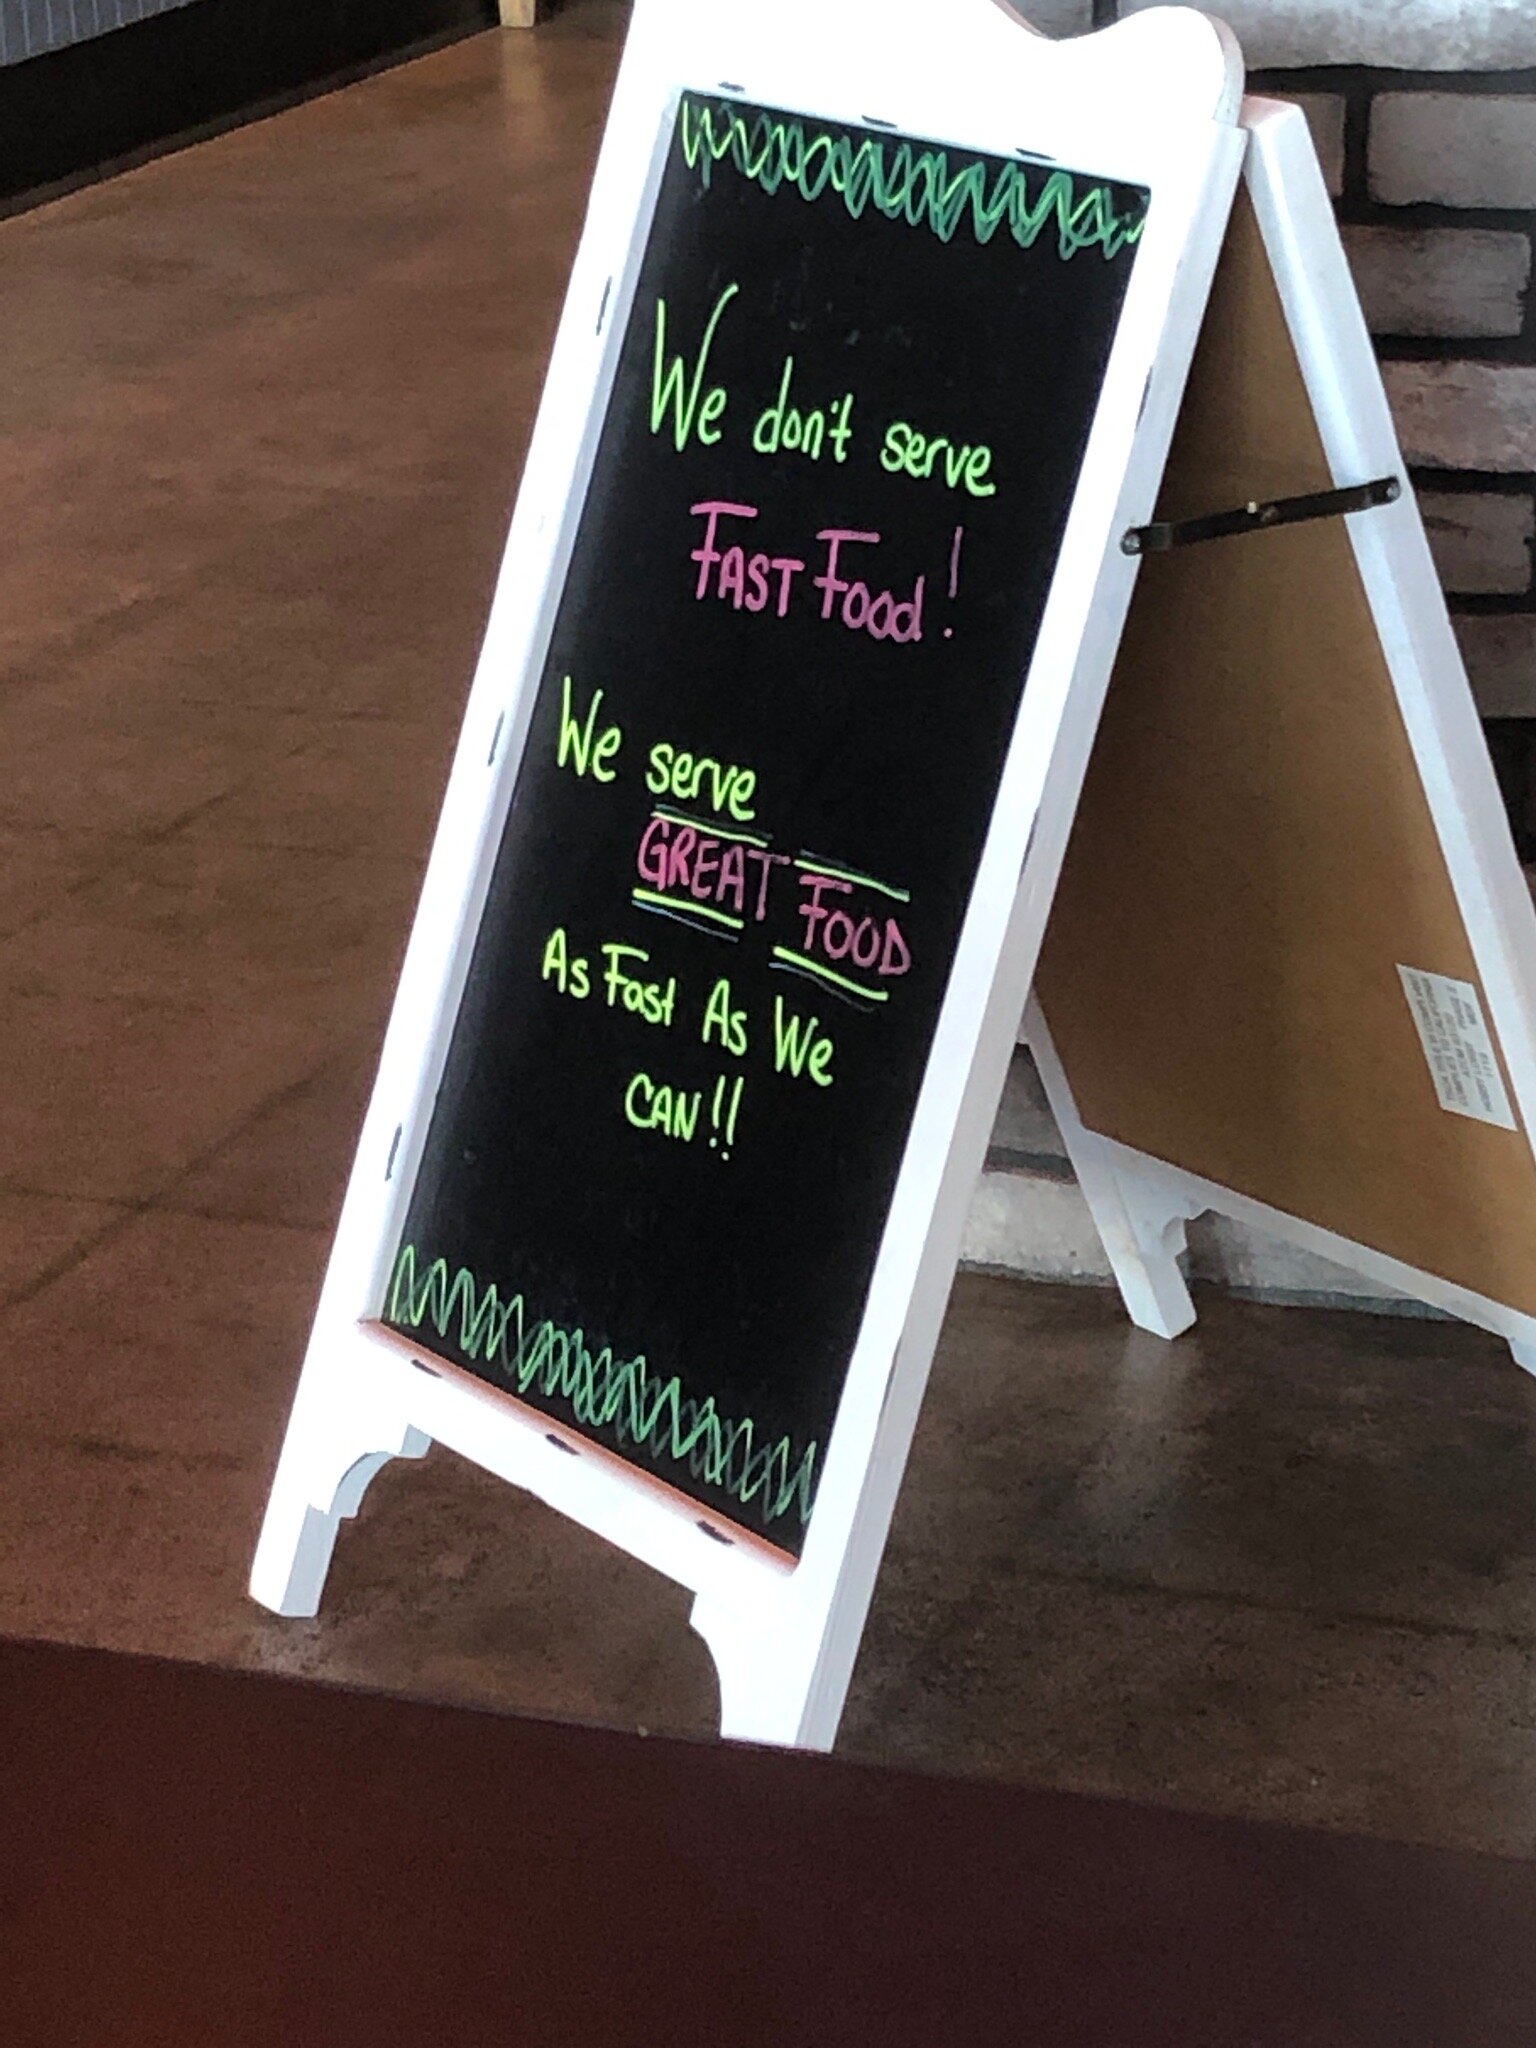 We don't serve
FAST FOOd!
We serve
GREAT FOOD
As Fast As We
CAN!!